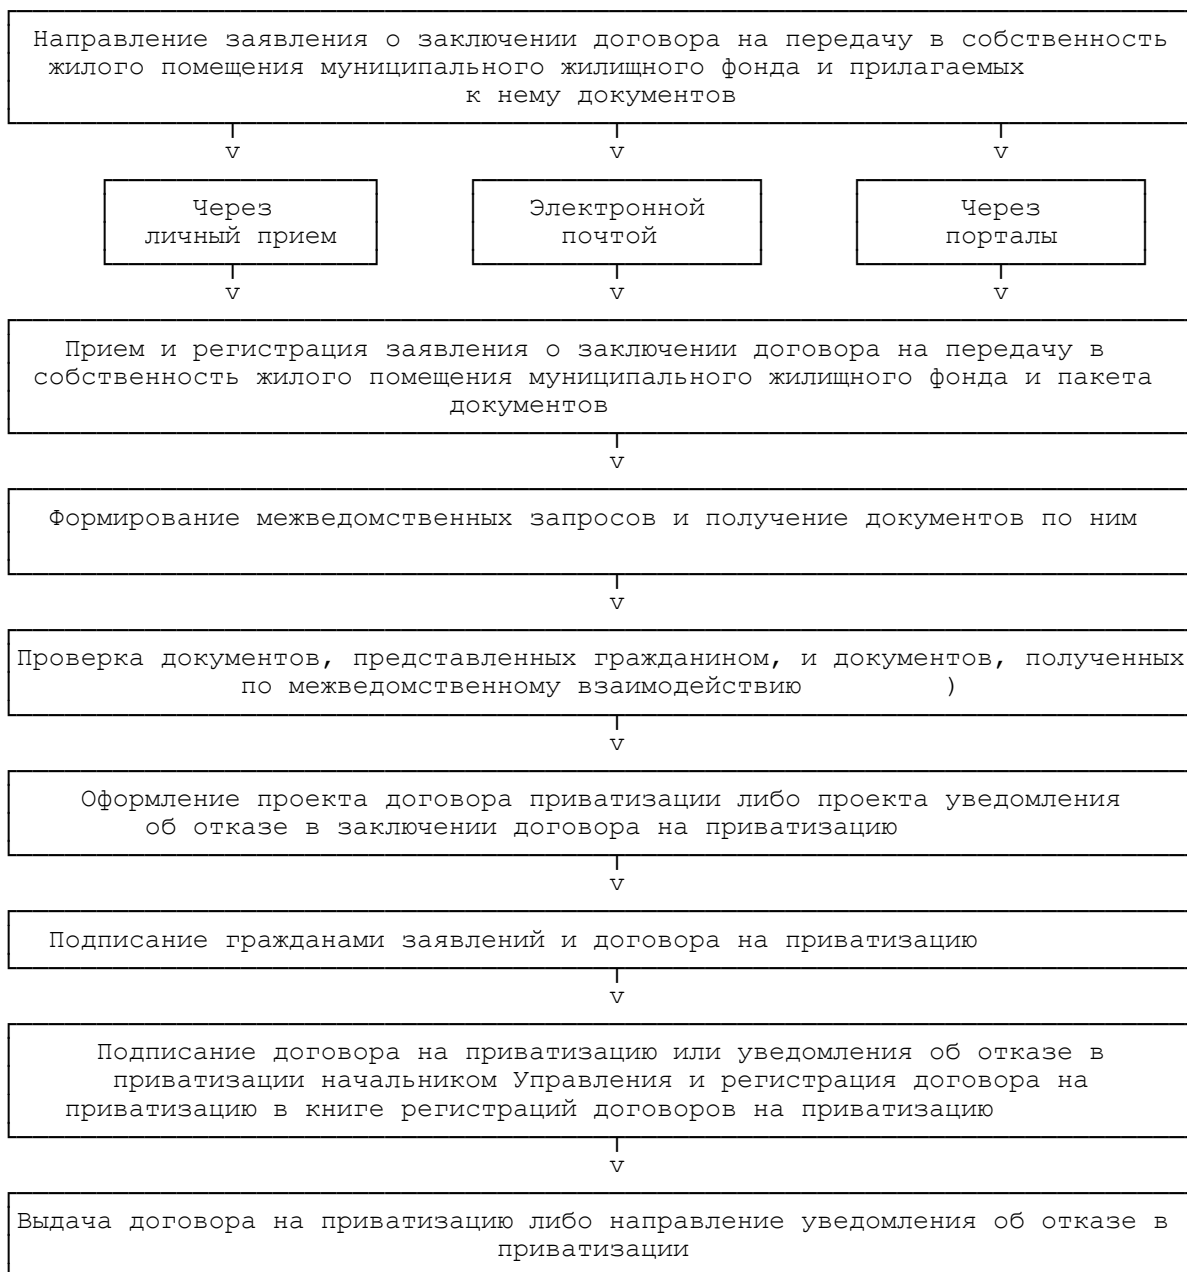 Направление заявления о заключении договора на передачу в собственность
жилого помещения муниципального жилищного фонда и прилагаемых
к нему документов
v v v
Через
личный прием
Электронной
почтой
Через
порталы
v v v
Прием и регистрация заявления о заключении договора на передачу в
собственность жилого помещения муниципального жилищного фонда и пакета
документов
v
Формирование межведомственных запросов и получение документов по ним
v
Проверка документов, представленных гражданином, и документов, полученных
по межведомственному взаимодействию )
v
Оформление проекта договора приватизации либо проекта уведомления
об отказе в заключении договора на приватизацию
v
Подписание гражданами заявлений и договора на приватизацию
v
Подписание договора на приватизацию или уведомления об отказе в
приватизации начальником Управления и регистрация договора на
приватизацию в книге регистраций договоров на приватизацию
v
Выдача договора на приватизацию либо направление уведомления об отказе в
приватизации